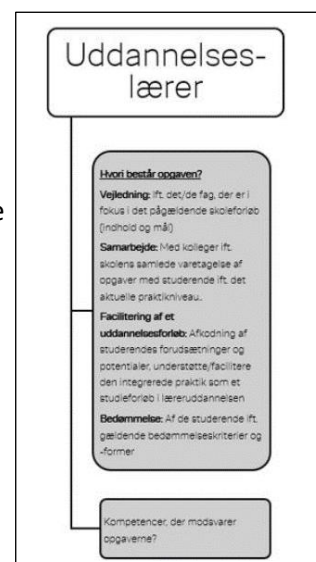 Uddannelses-
lærer
e
Hvori består opgaven?
Vejledning: Ift. det/de fag, der er i
fokus i det pågældende skoleforløb
(indhold og mål)
Samarbejde: Med kolleger ift.
skolens samlede varetagelse af
opgaver med studerende ift. det
aktuelle praktikniveau..
Facilitering af et
uddannelsesforløb: Afkodning af
studerendes forudsætninger og
potentialer, understøtte/facilitere
den integrerede praktik som et
studieforløb i læreruddannelsen
Bedømmelse: Af de studerende ift.
gældende bedømmelseskriterier og
-former
Kompetencer, der modsvarer
opgaverne?